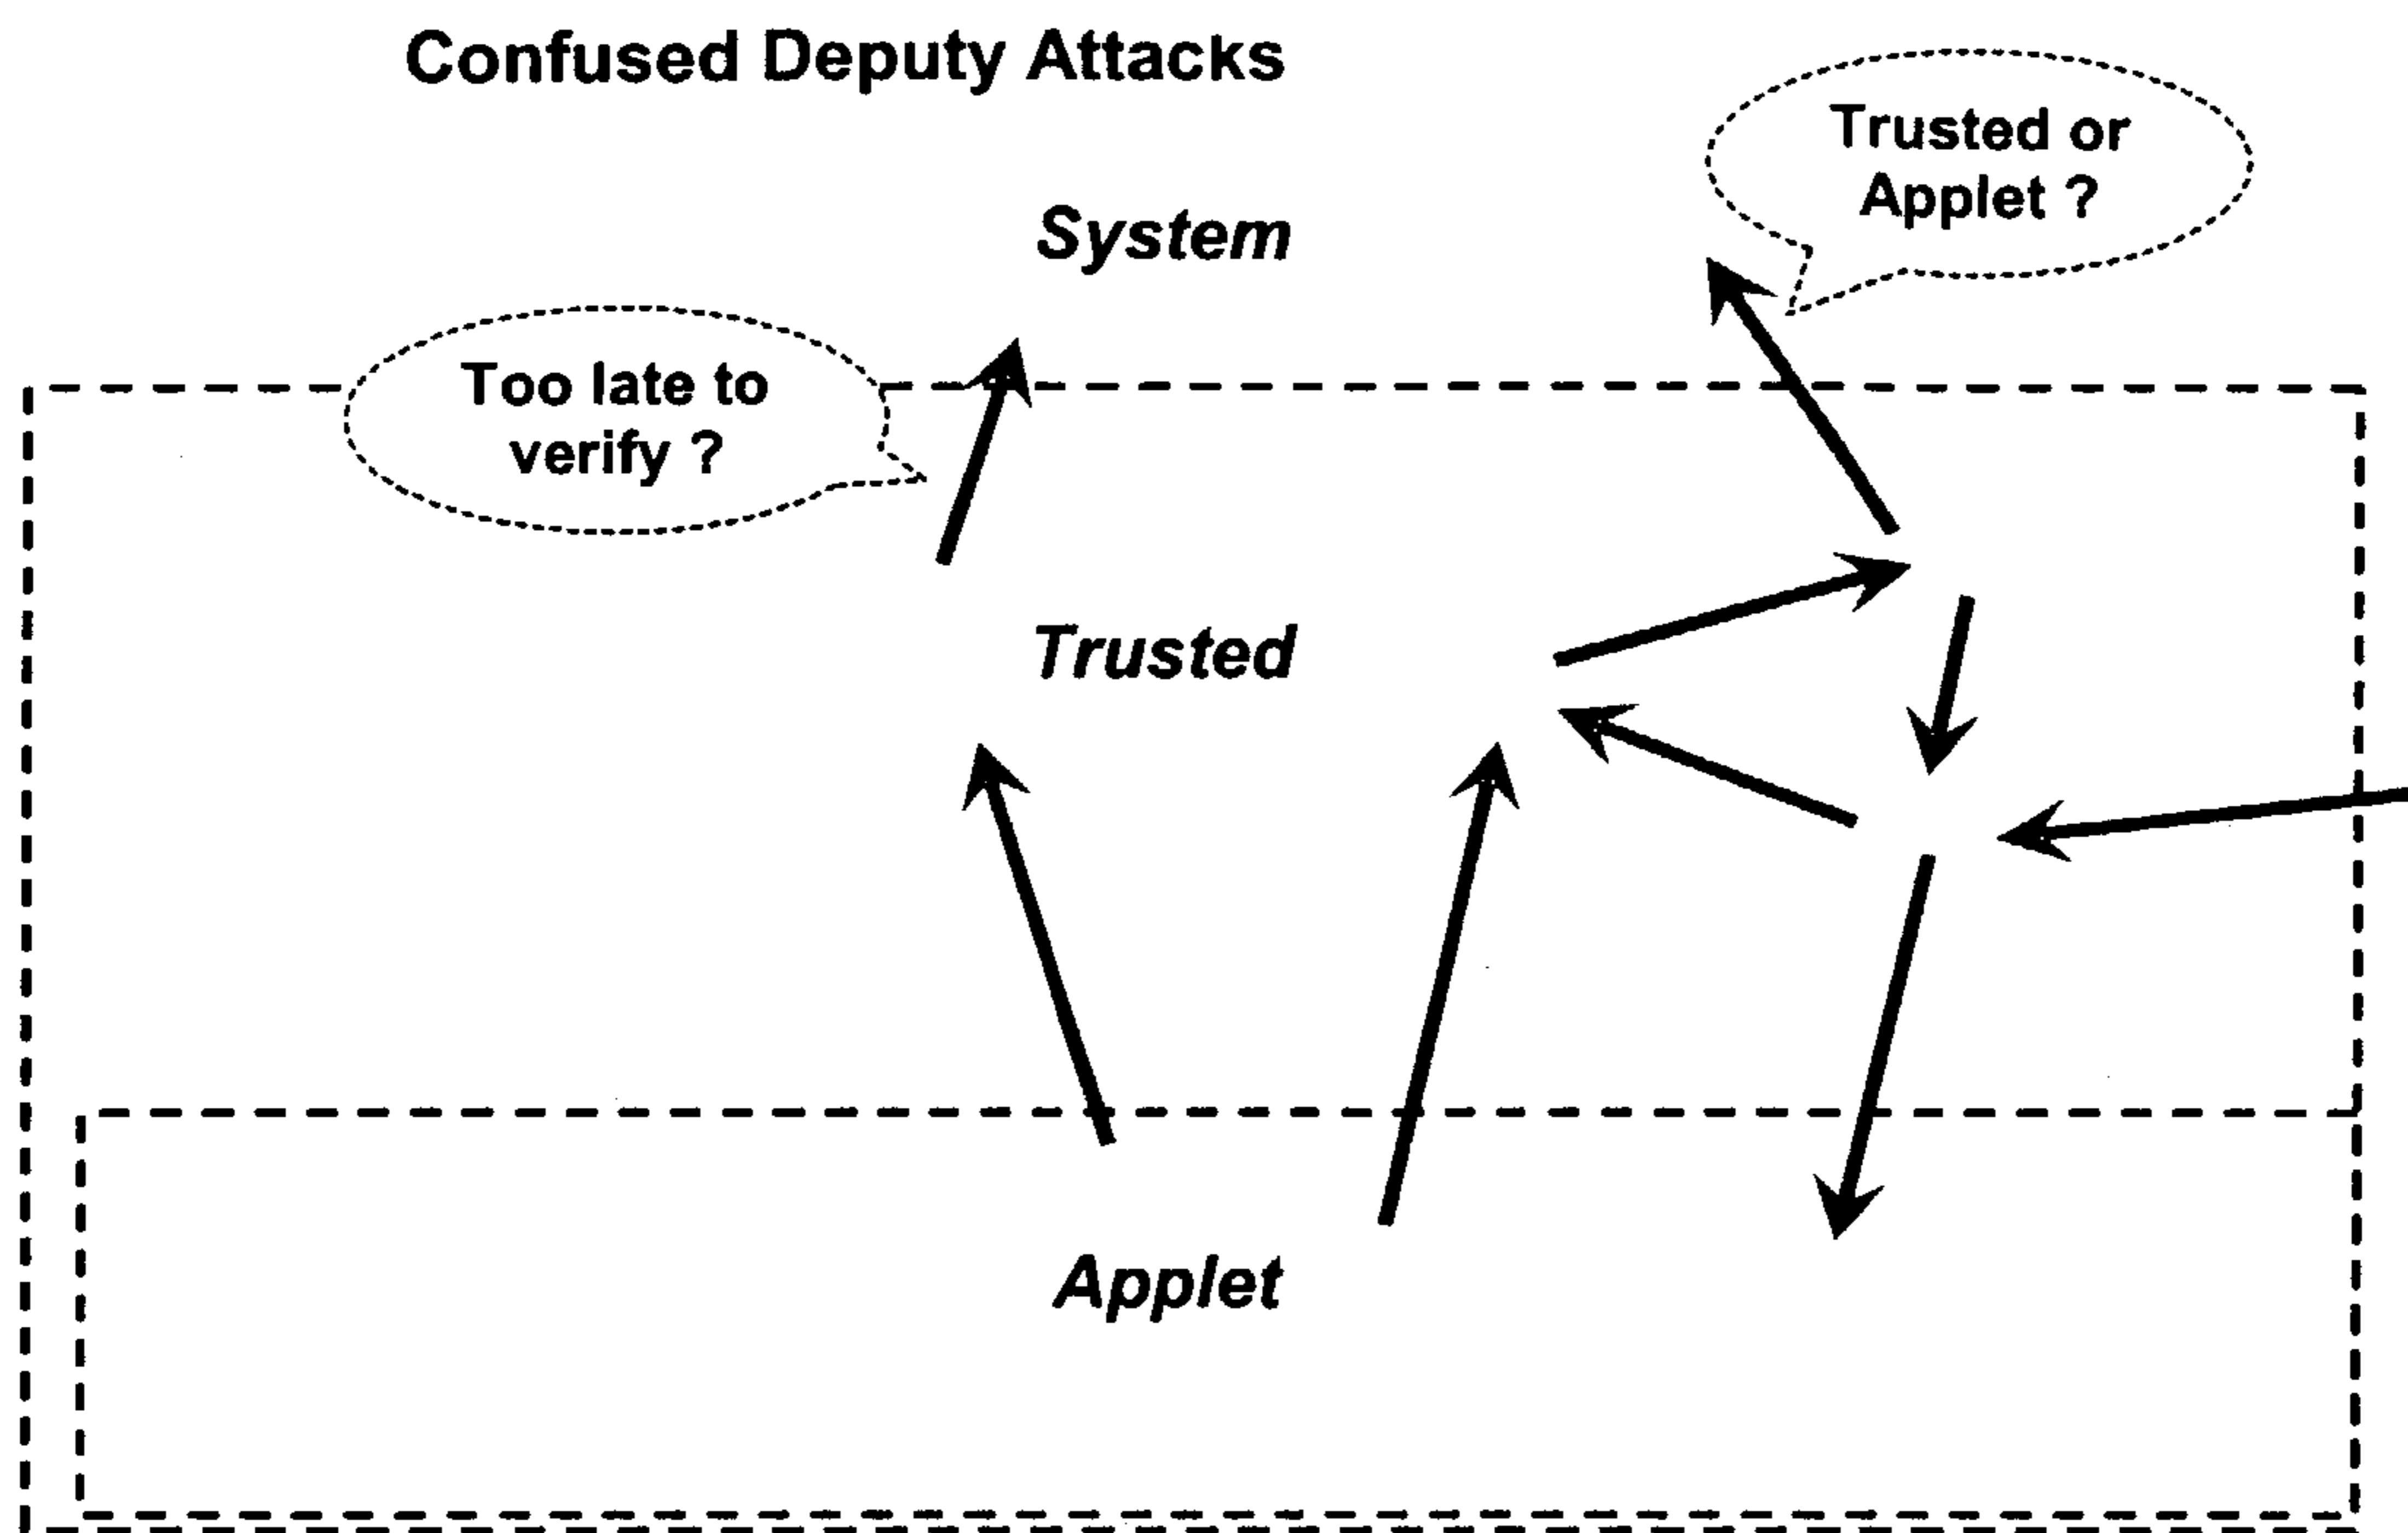 Confused Deputy Attacks
Trusted or
Applet ?
System
Too late to
verify ?
Trusted
Applet